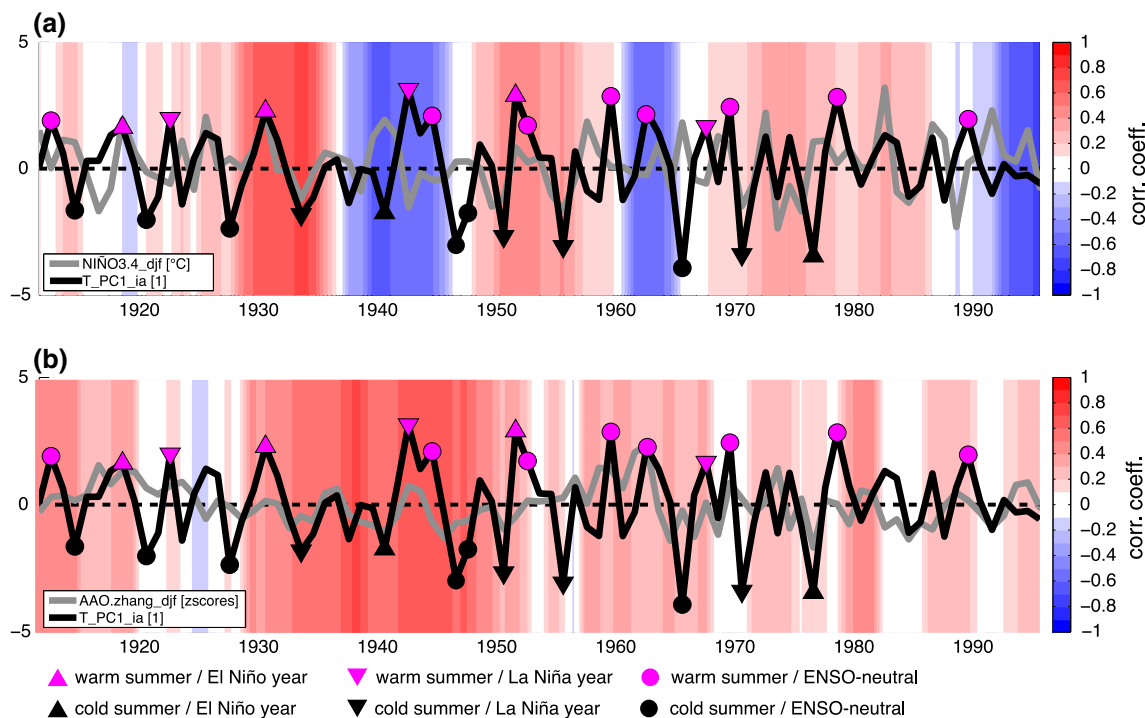 (a)
5
0
−5
NIÑO3.4_djf [°C]
T_PC1_ia [1]
1920 1930 1940 1950 1960 1970 1980 1990
1
0.8
0.6
0.4
0.2
0
−0.2
−0.4
−0.6
−0.8
−1
corr. coeff.
(b)
5
0
−5
AAO.zhang_djf [zscores]
T_PC1_ia [1]
1920 1930 1940 1950 1960 1970 1980 1990
1
0.8
0.6
0.4
0.2
0
−0.2
−0.4
−0.6
−0.8
−1
corr. coeff.
warm summer / El Niño year warm summer / La Niña year warm summer / ENSO-neutral
cold summer / El Niño year cold summer / La Niña year cold summer / ENSO-neutral